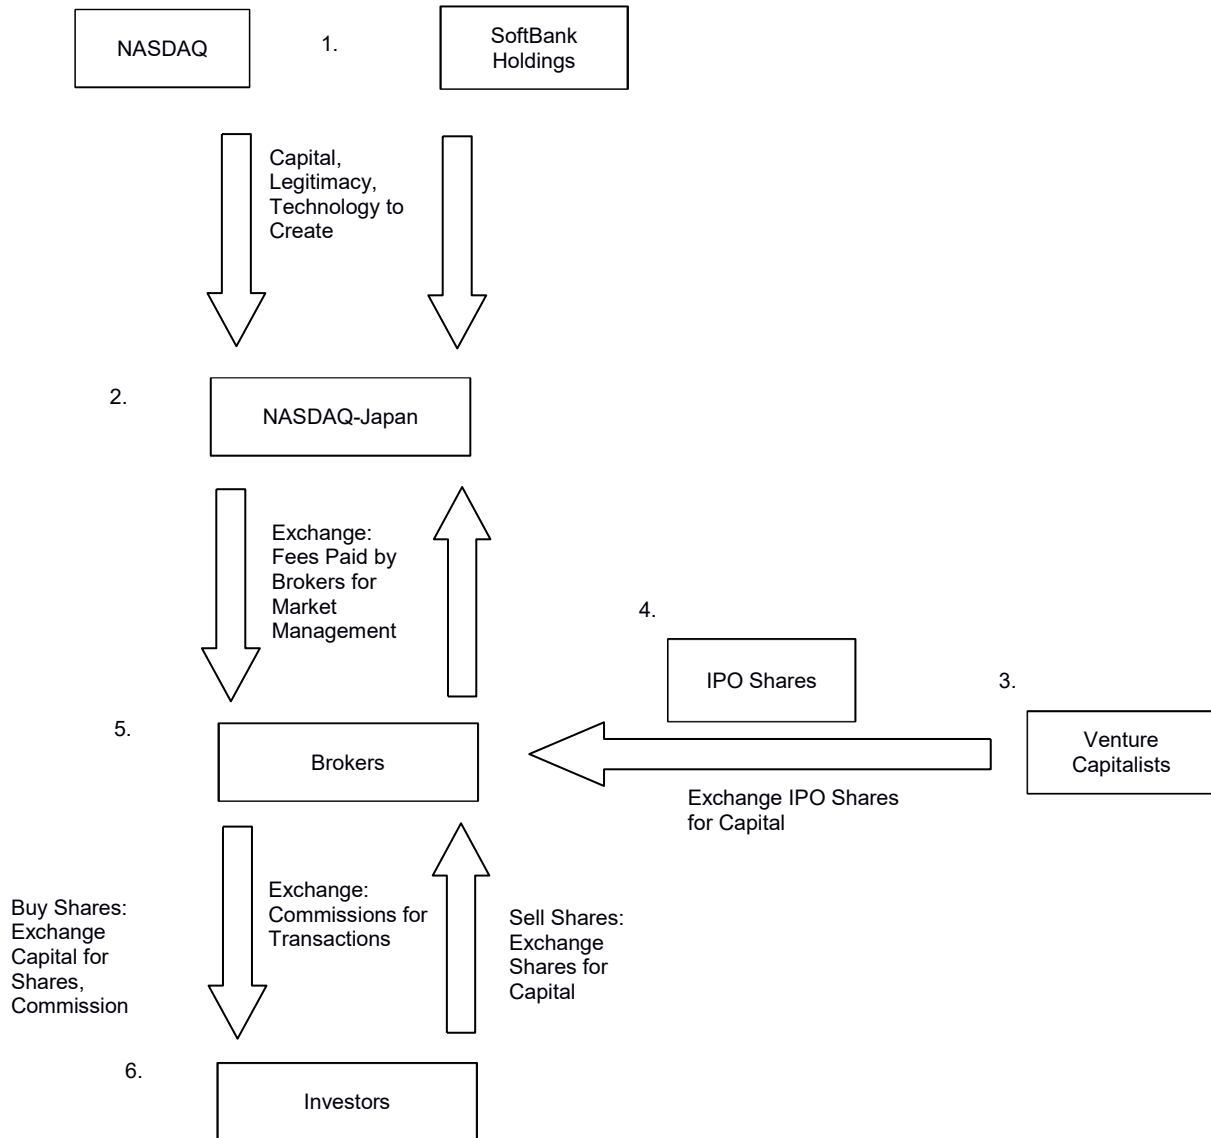 NASDAQ
1.
SoftBank
Holdings
Capital,
Legitimacy,
Technology to
Create
2.
NASDAQ-Japan
Exchange:
Fees Paid by
Brokers for
Market
Management
4.
IPO Shares
3.
Venture
Capitalists
5.
Brokers
Exchange IPO Shares
for Capital
Buy Shares:
Exchange
Capital for
Shares,
Commission
Exchange:
Commissions for
Transactions
Sell Shares:
Exchange
Shares for
Capital
6.
Investors